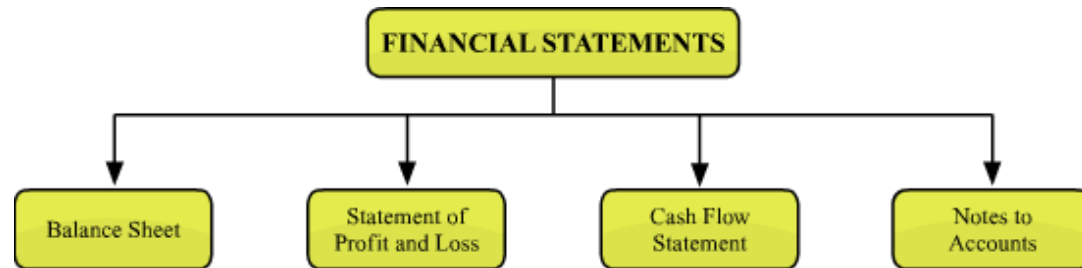 FINANCIAL STATEMENTS
Balance Sheet
Statement of
Profit and Loss
Cash Flow
Statement
Notes to
Accounts